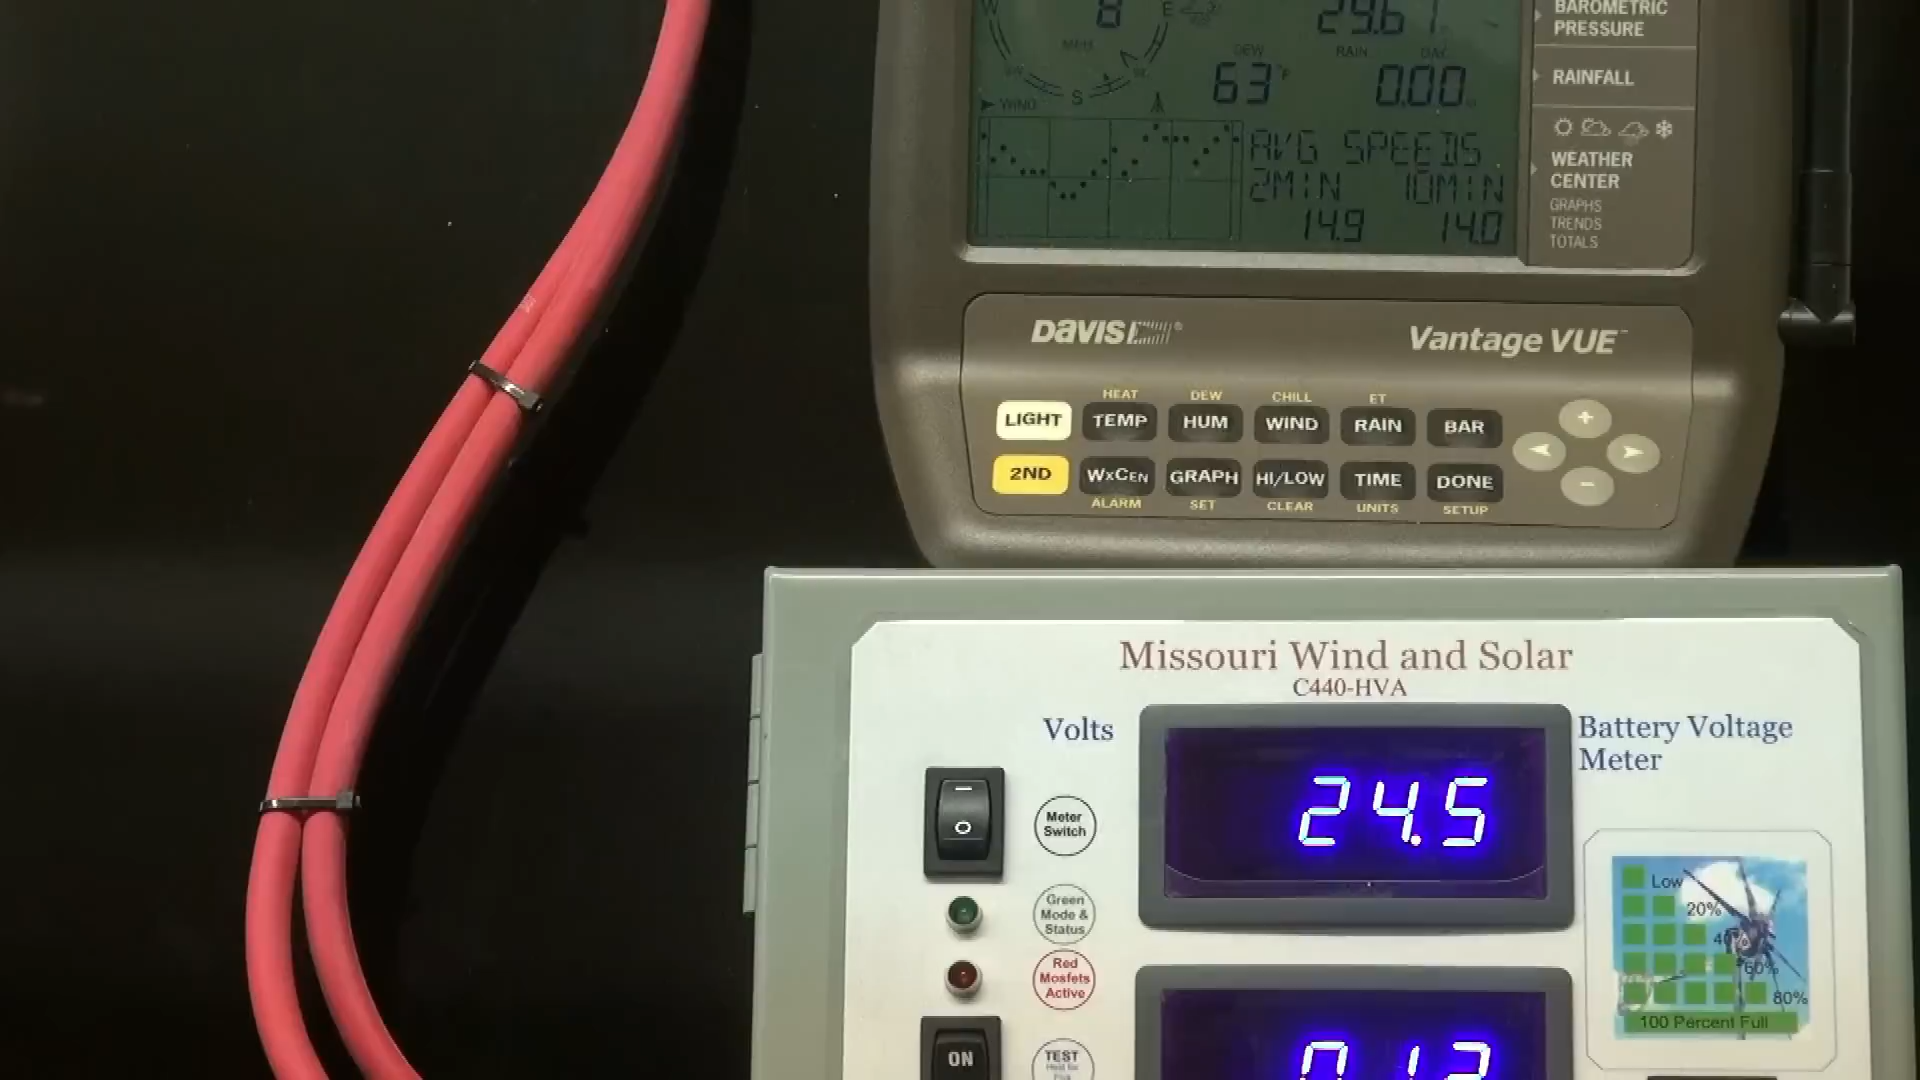 W
8
E
29.61
BAROMETRIC
PRESSURE
MPH
S
DEW
63°F
RAIN
DAY
0.00
RAINFALL
WIND
AVG SPEEDS
2MIN 10MIN
14.9 14.0
WEATHER
CENTER
GRAPHS
TRENDS
TOTALS
DAVIS
Vantage VUE™
HEAT DEW CHILL ET
LIGHT TEMP HUM WIND RAIN BAR
+
2ND WxCEN GRAPH HI/LOW TIME DONE
-
ALARM SET CLEAR UNITS SETUP
Missouri Wind and Solar
C440-HVA
Volts
24.5
Battery Voltage
Meter
Meter
Switch
Green
Mode &
Status
Red
Mosfets
Active
Low
20%
60%
80%
100 Percent Full
ON
TEST